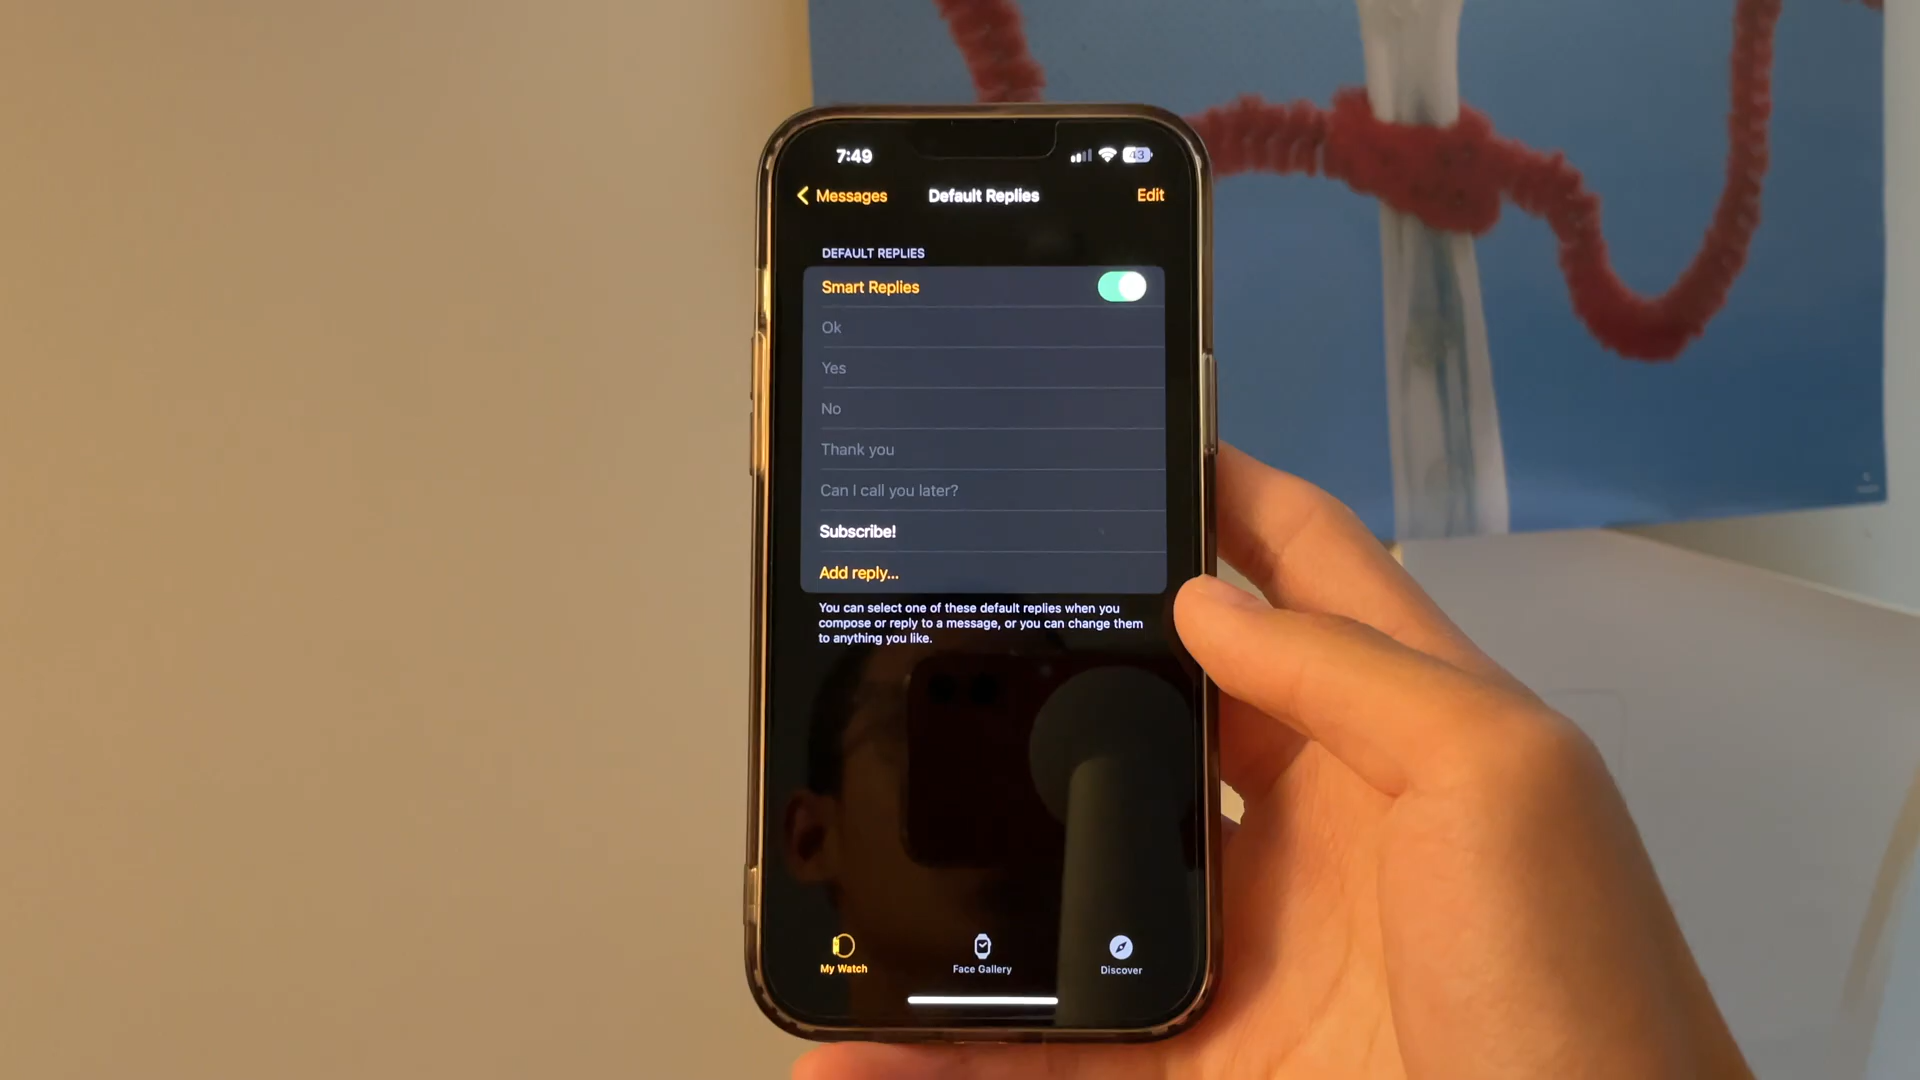 7:49
43
Messages
Default Replies
Edit
DEFAULT REPLIES
Smart Replies
Ok
Yes
No
Thank you
Can I call you later?
Subscribe!
Add reply...
You can select one of these default replies when you
compose or reply to a message, or you can change them
to anything you like.
My Watch
Face Gallery
Discover